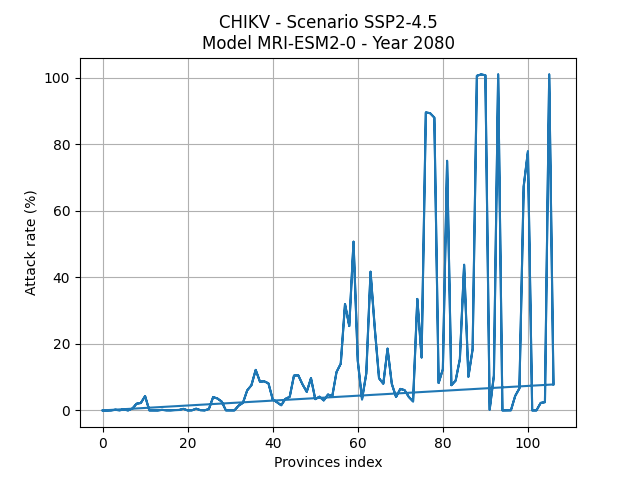 CHIKV - Scenario SSP2-4.5
Model MRI-ESM2-0 - Year 2080
100
80
60
40
20
0
Attack rate (%)
0 20 40 60 80 100
Provinces index